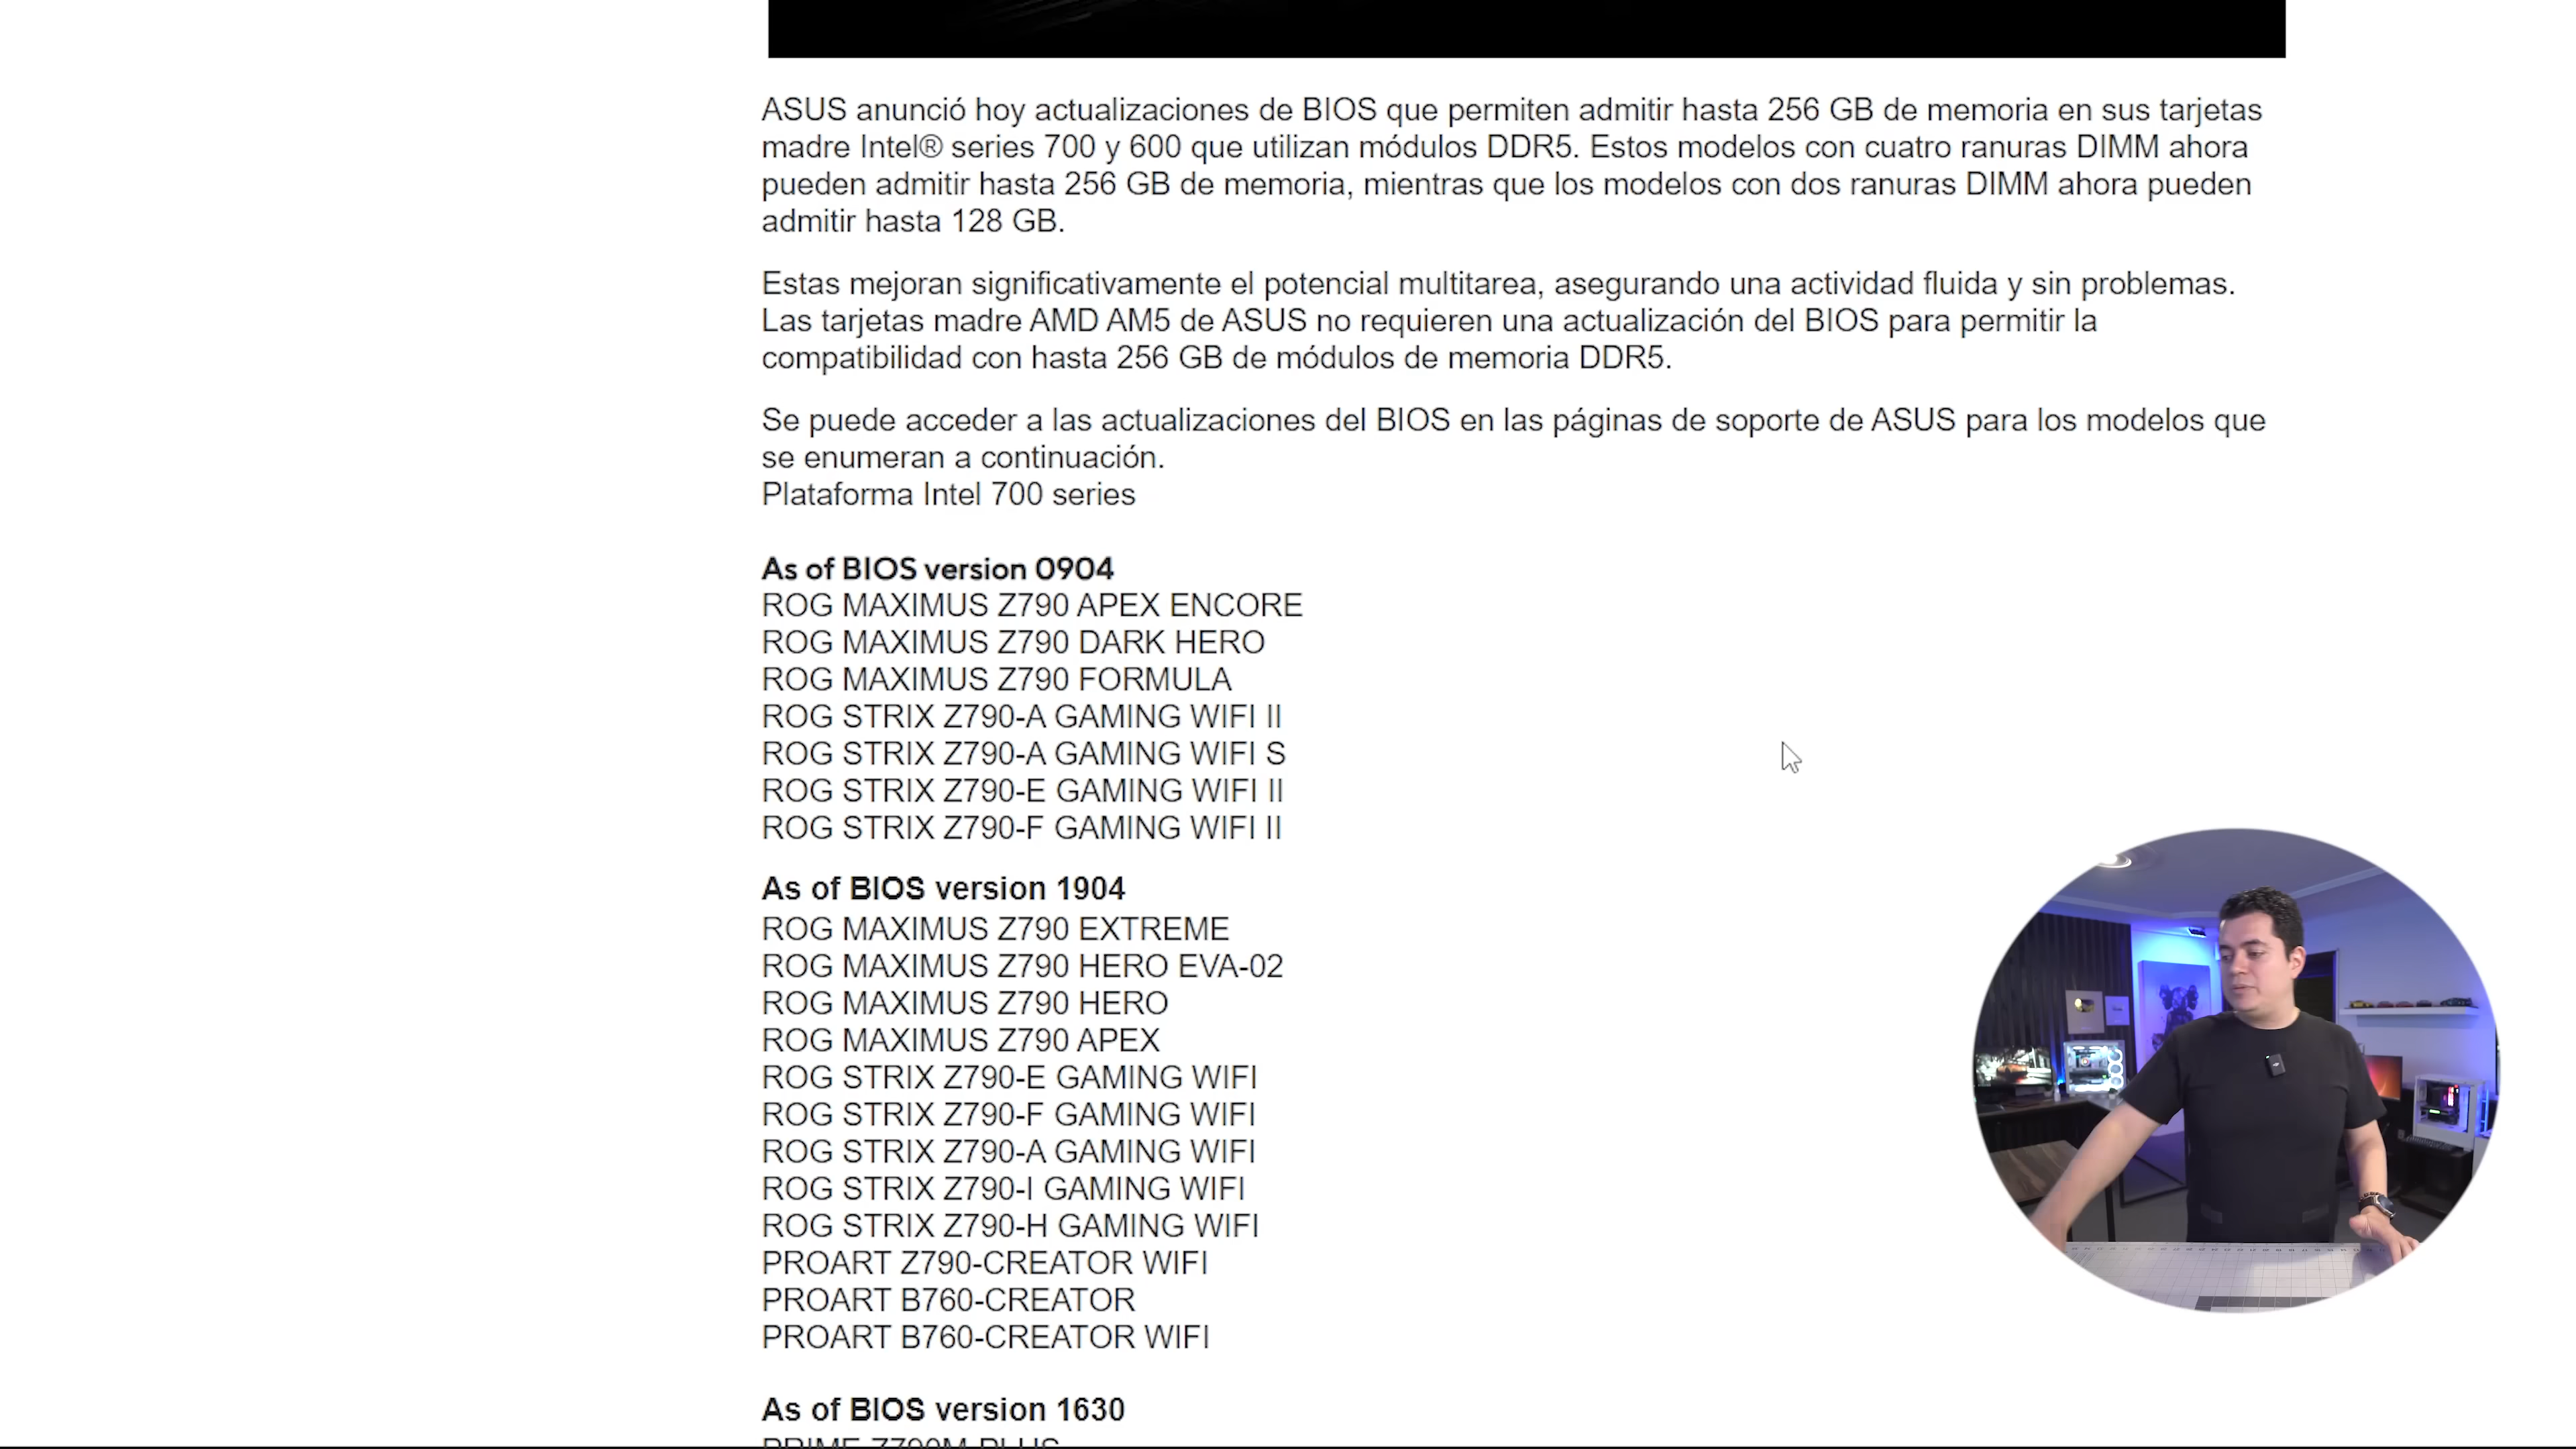 ASUS anunció hoy actualizaciones de BIOS que permiten admitir hasta 256 GB de memoria en sus tarjetas
madre Intel® series 700 y 600 que utilizan módulos DDR5. Estos modelos con cuatro ranuras DIMM ahora
pueden admitir hasta 256 GB de memoria, mientras que los modelos con dos ranuras DIMM ahora pueden
admitir hasta 128 GB.
Estas mejoran significativamente el potencial multitarea, asegurando una actividad fluida y sin problemas.
Las tarjetas madre AMD AM5 de ASUS no requieren una actualización del BIOS para permitir la
compatibilidad con hasta 256 GB de módulos de memoria DDR5.
Se puede acceder a las actualizaciones del BIOS en las páginas de soporte de ASUS para los modelos que
se enumeran a continuación.
Plataforma Intel 700 series
As of BIOS version 0904
ROG MAXIMUS Z790 APEX ENCORE
ROG MAXIMUS Z790 DARK HERO
ROG MAXIMUS Z790 FORMULA
ROG STRIX Z790-A GAMING WIFI II
ROG STRIX Z790-A GAMING WIFI S
ROG STRIX Z790-E GAMING WIFI II
ROG STRIX Z790-F GAMING WIFI II
As of BIOS version 1904
ROG MAXIMUS Z790 EXTREME
ROG MAXIMUS Z790 HERO EVA-02
ROG MAXIMUS Z790 HERO
ROG MAXIMUS Z790 APEX
ROG STRIX Z790-E GAMING WIFI
ROG STRIX Z790-F GAMING WIFI
ROG STRIX Z790-A GAMING WIFI
ROG STRIX Z790-I GAMING WIFI
ROG STRIX Z790-H GAMING WIFI
PROART Z790-CREATOR WIFI
PROART B760-CREATOR
PROART B760-CREATOR WIFI
As of BIOS version 1630
PRIME Z790M-PLUS